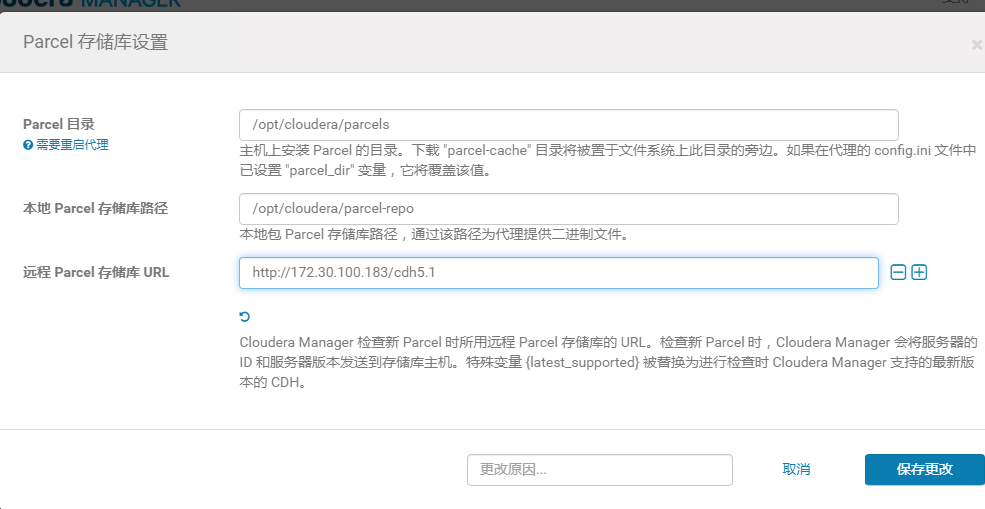 MANAGER
Parcel 存储库设置
Parcel 目录
需要重启代理
/opt/cloudera/parcels
主机上安装 Parcel 的目录。下载 "parcel-cache" 目录将被置于文件系统上此目录的旁边。如果在代理的 config.ini 文件中
已设置 "parcel_dir" 变量，它将覆盖该值。
本地 Parcel 存储库路径
/opt/cloudera/parcel-repo
本地包 Parcel 存储库路径，通过该路径为代理提供二进制文件。
远程 Parcel 存储库 URL
http://172.30.100.183/cdh5.1
Cloudera Manager 检查新 Parcel 时所用远程 Parcel 存储库的 URL。检查新 Parcel 时，Cloudera Manager 会将服务器的
ID 和服务器版本发送到存储库主机。特殊变量 {latest_supported} 被替换为进行检查时 Cloudera Manager 支持的最新版
本的 CDH。
更改原因...
取消
保存更改